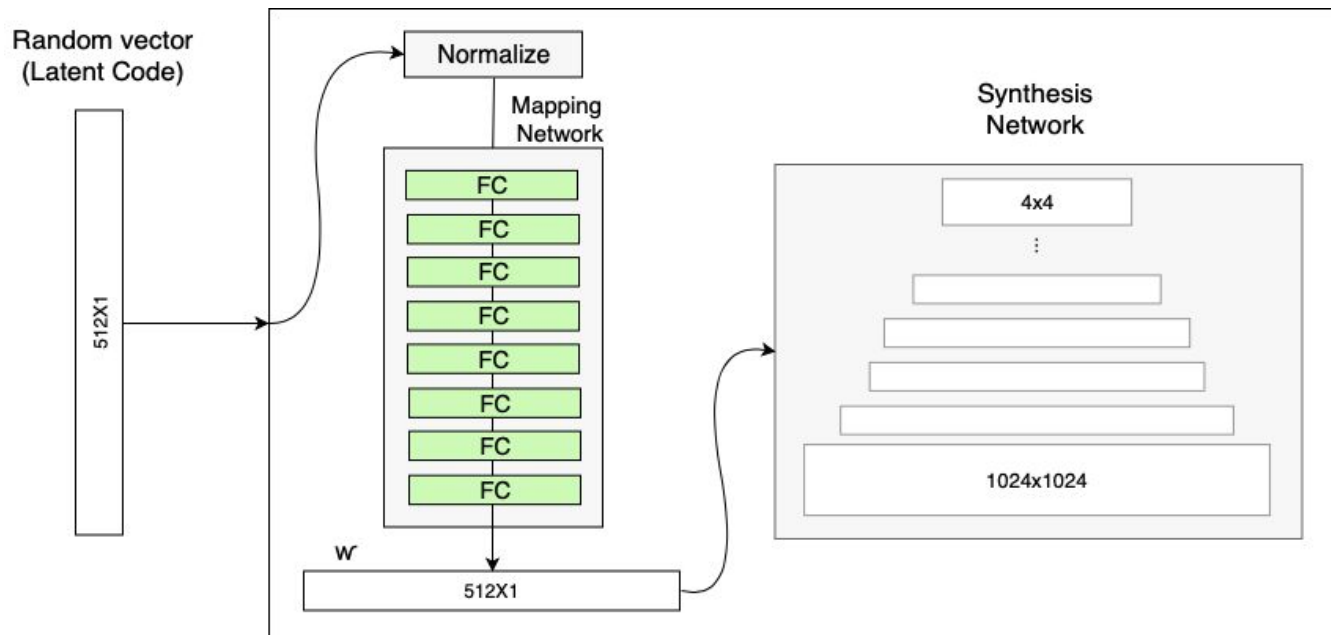 Random vector
(Latent Code)
512X1
Normalize
Mapping
Network
FC
FC
FC
FC
FC
FC
FC
FC
w
512X1
Synthesis
Network
4x4
⋮
1024x1024